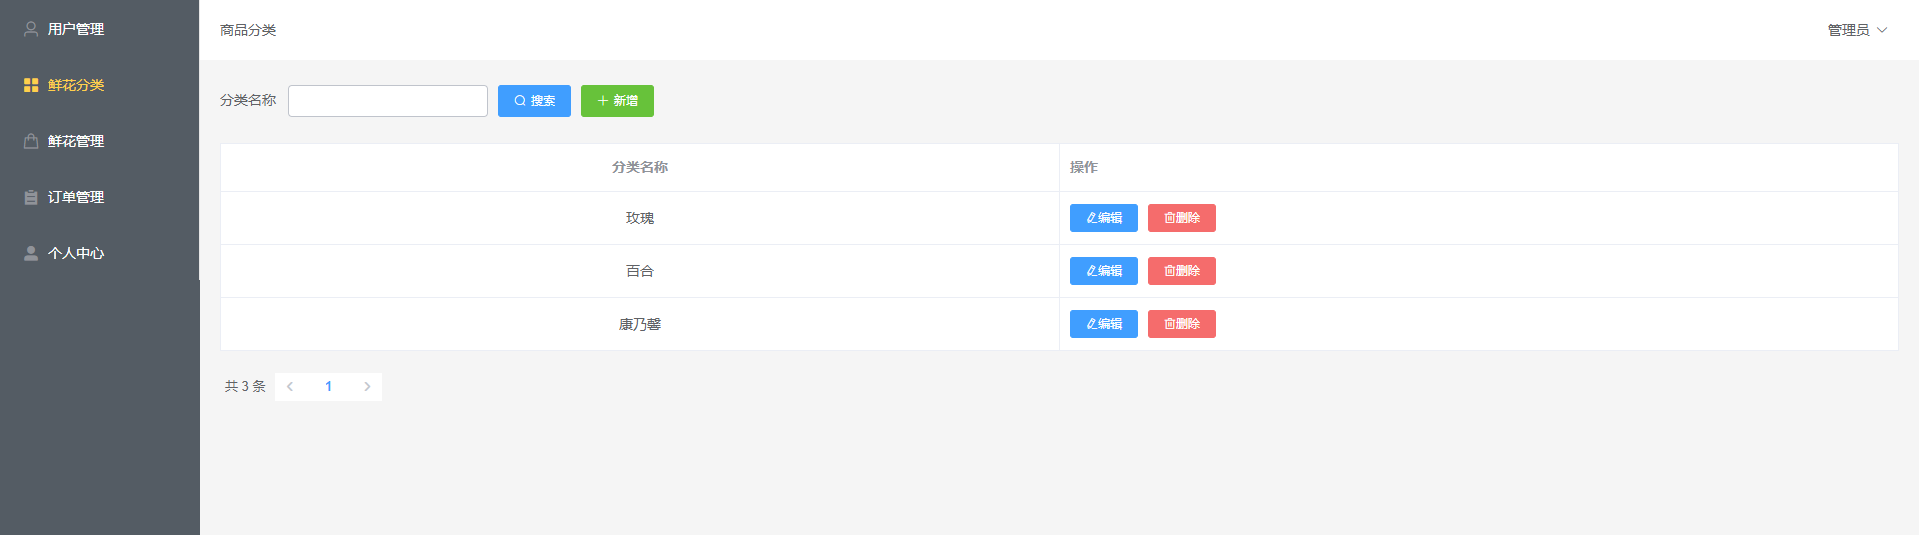 用户管理
鲜花分类
鲜花管理
订单管理
个人中心
商品分类
管理员
分类名称 搜索 新增
分类名称 操作
玫瑰 编辑 删除
百合 编辑 删除
康乃馨 编辑 删除
共 3 条 1